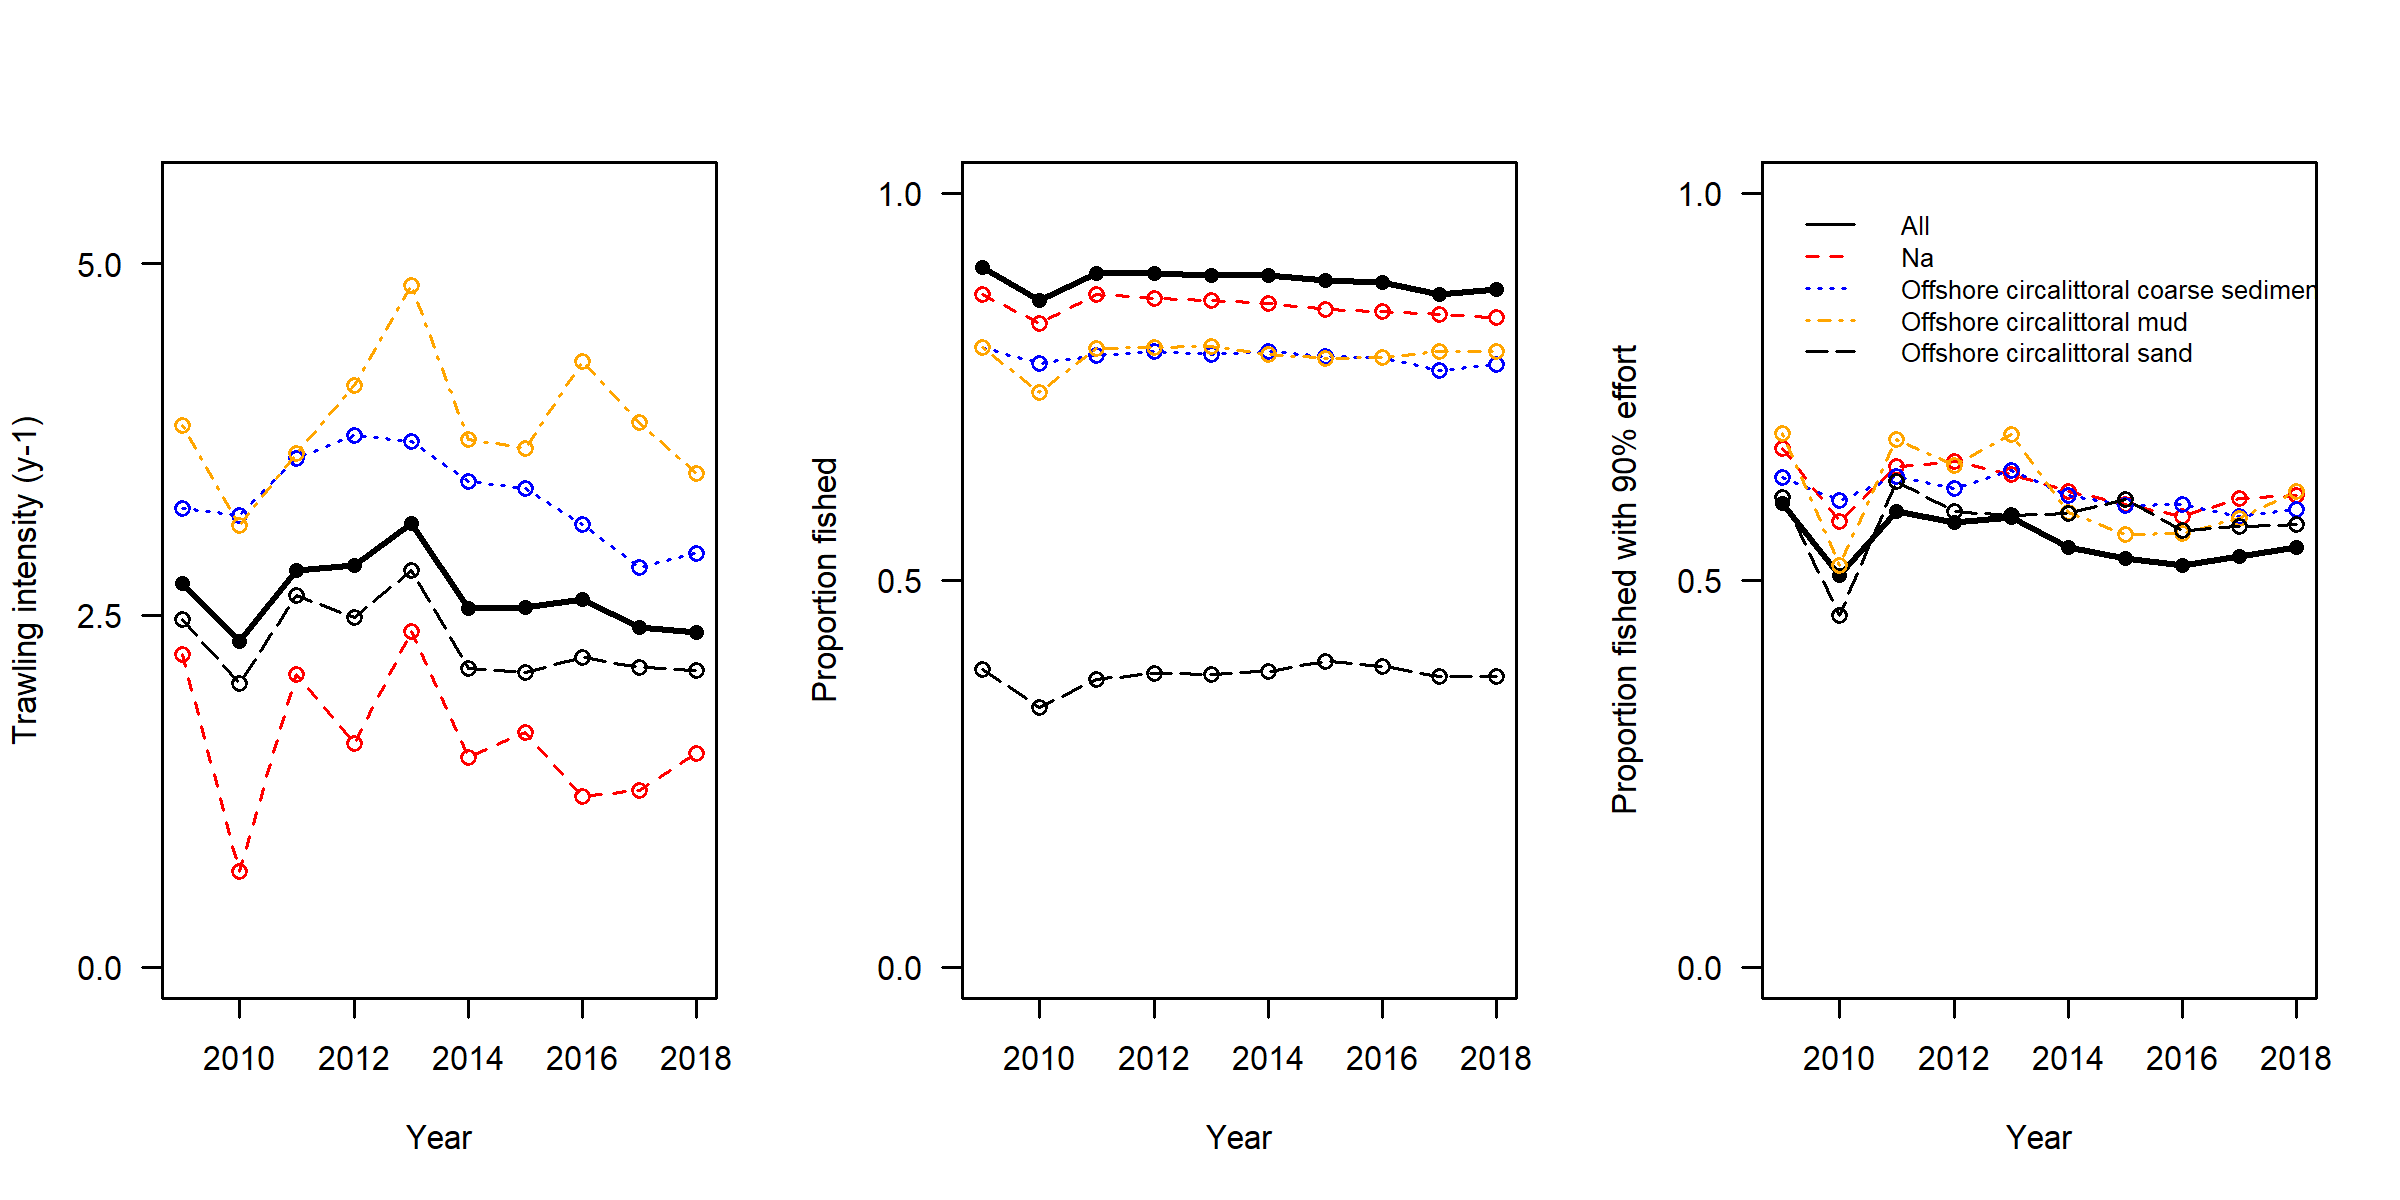 Trawling intensity (y-1)
5.0
2.5
0.0
2010 2012 2014 2016 2018
Year
Proportion fished
1.0
0.5
0.0
2010 2012 2014 2016 2018
Year
Proportion fished with 90% effort
1.0
0.5
0.0
All
Na
Offshore circalittoral coarse sedimen
Offshore circalittoral mud
Offshore circalittoral sand
2010 2012 2014 2016 2018
Year